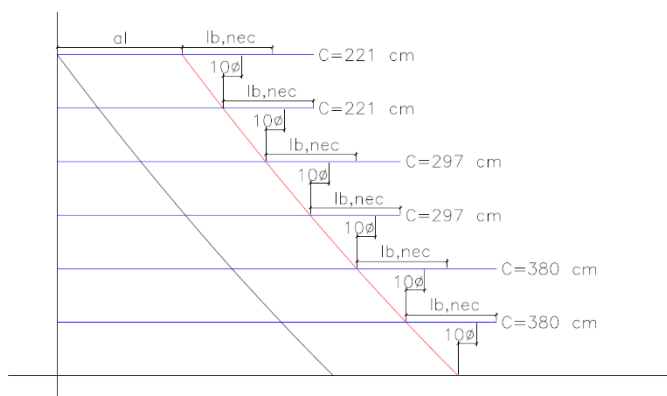 al lb,nec
C=221 cm
10ø
lb,nec
C=221 cm
10ø
lb,nec
C=297 cm
10ø
lb,nec
C=297 cm
10ø
lb,nec
C=380 cm
10ø
lb,nec
C=380 cm
10ø